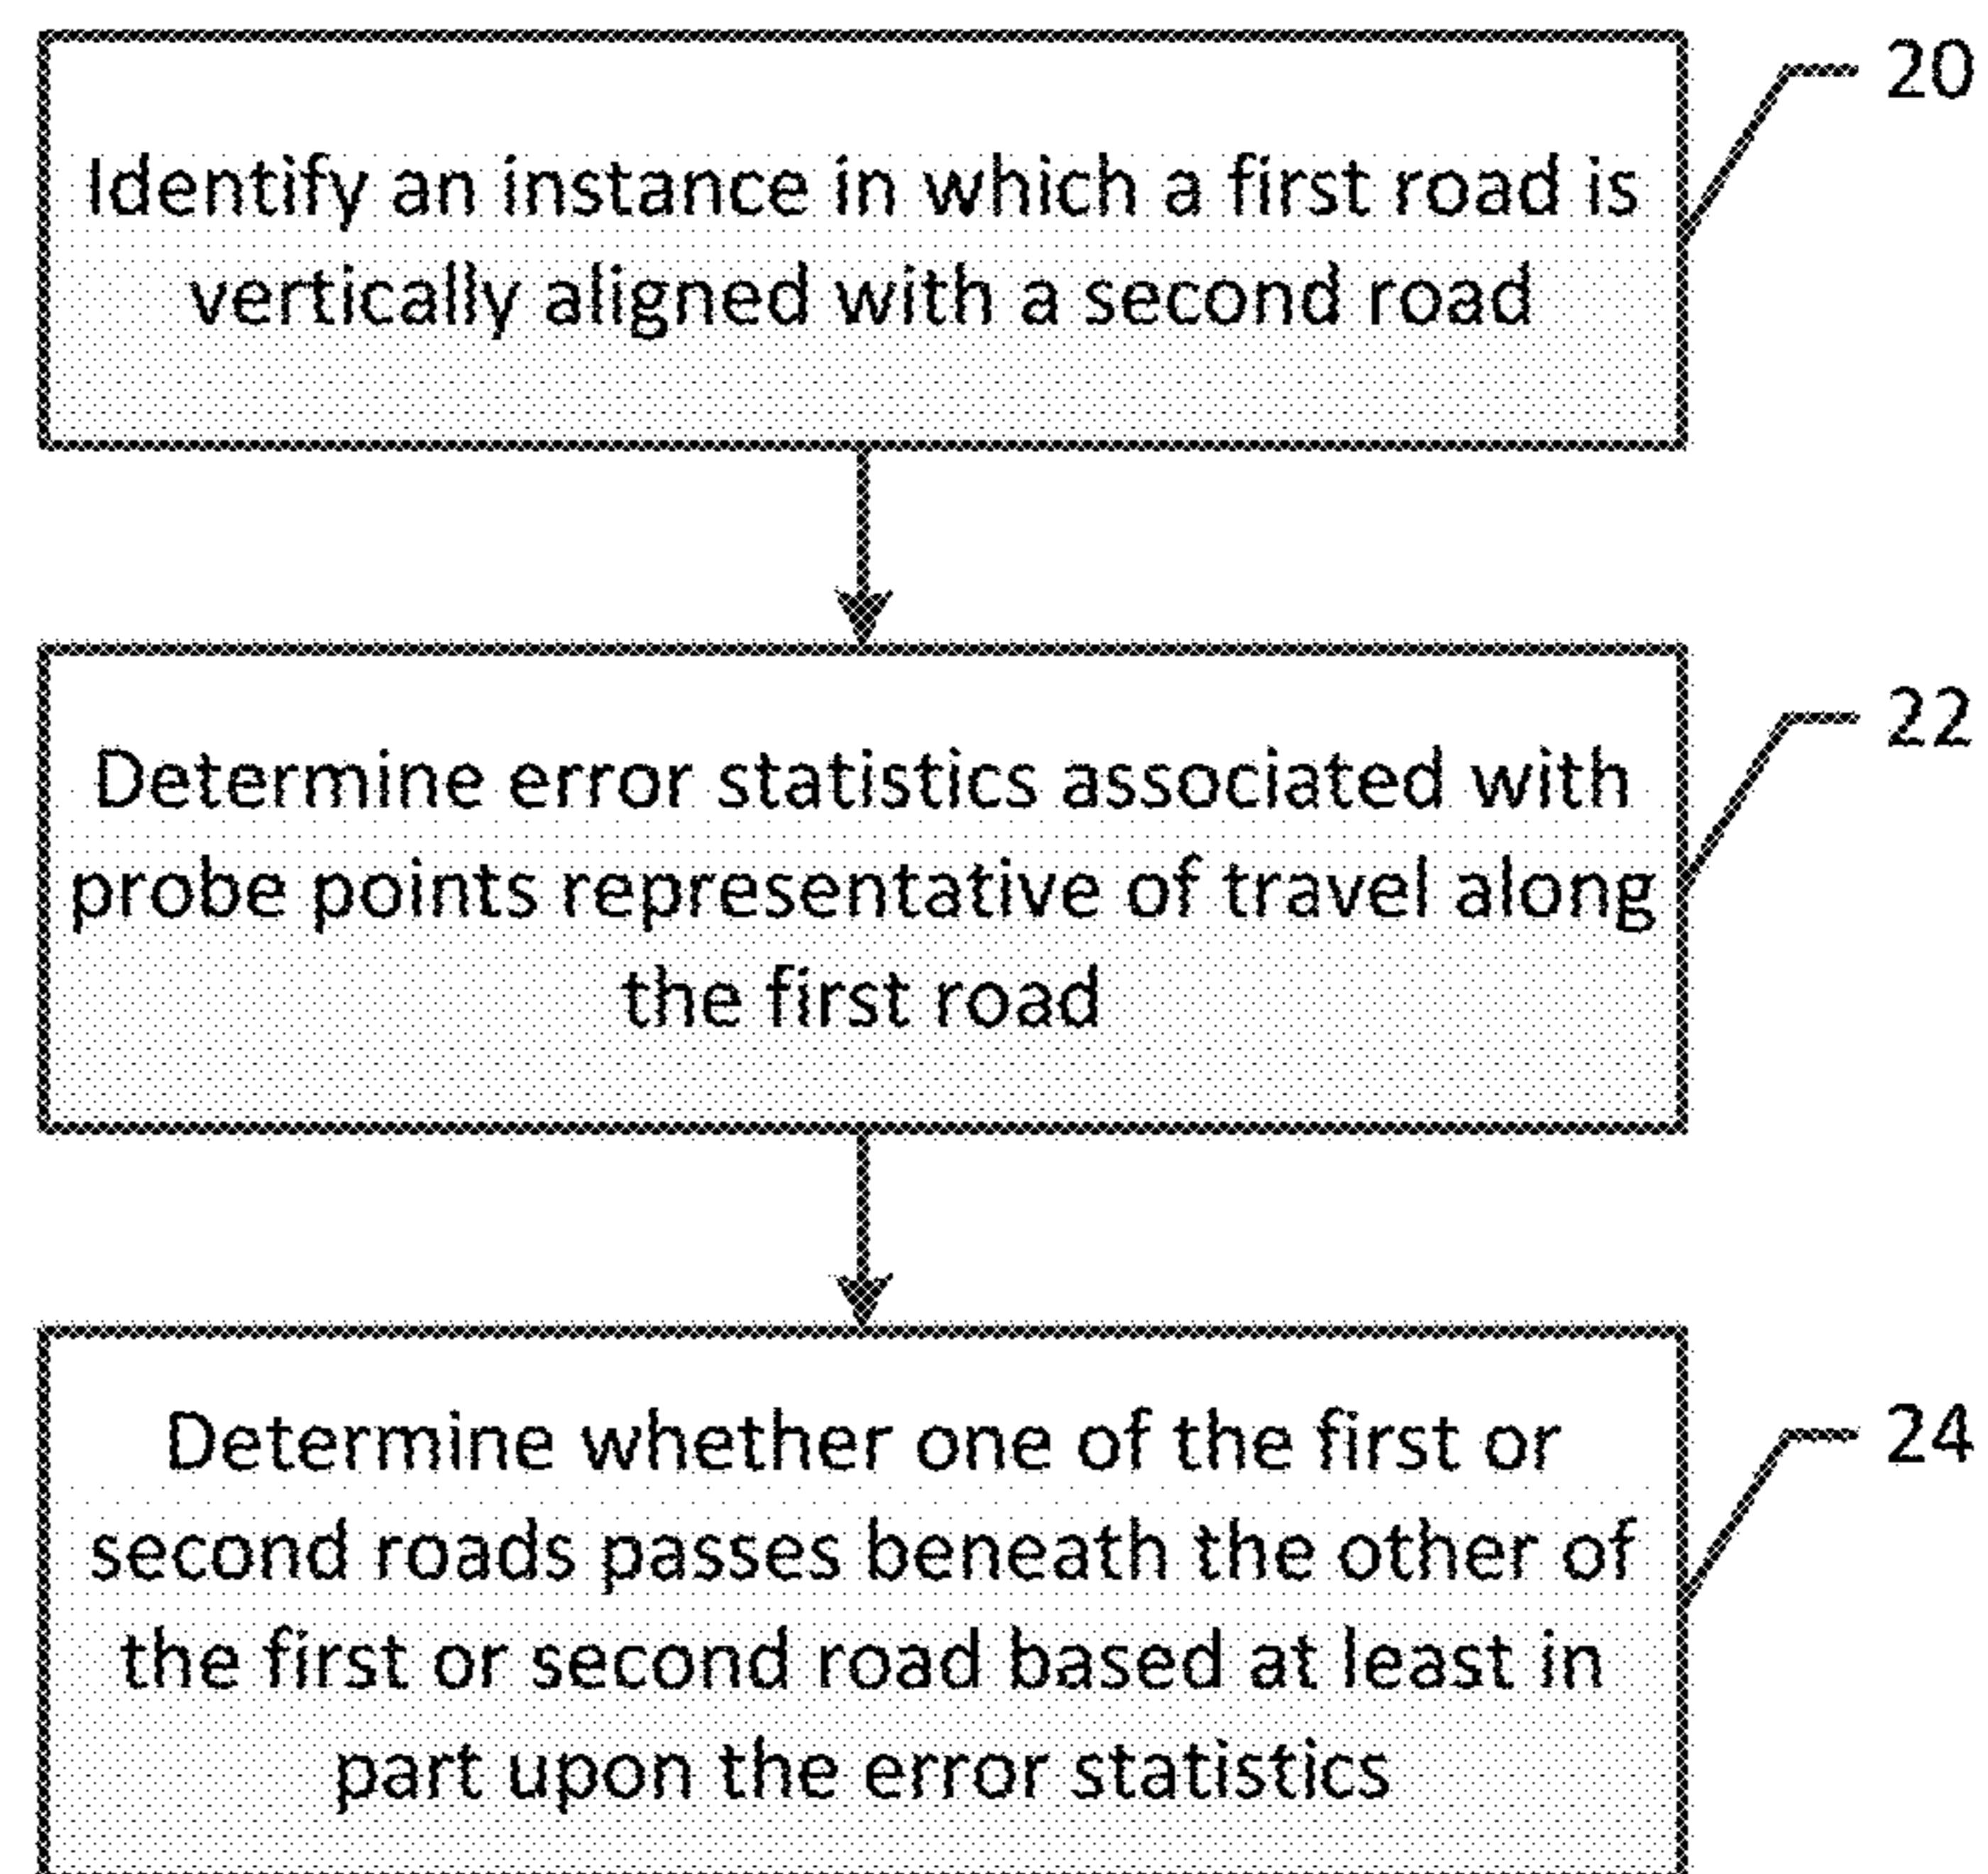 20
Identify an instance in which a first road is
vertically aligned with a second road
22
Determine error statistics associated with
probe points representative of travel along
the first road
24
Determine whether one of the first or
second roads passes beneath the other of
the first or second road based at least in
part upon the error statistics